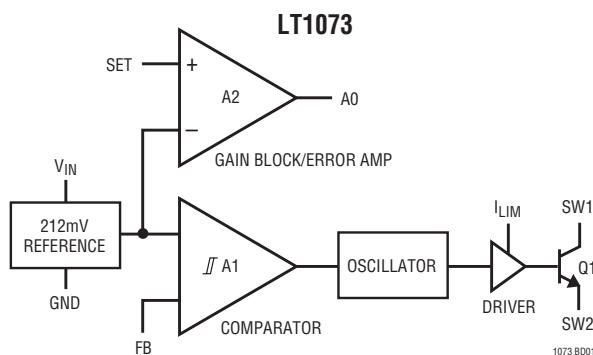 LT1073
SET
+
A2
A0
−
GAIN BLOCK/ERROR AMP
VIN
212mV
REFERENCE
GND
A1
FB
COMPARATOR
OSCILLATOR
ILIM
DRIVER
SW1
Q1
SW2
1073 BD01